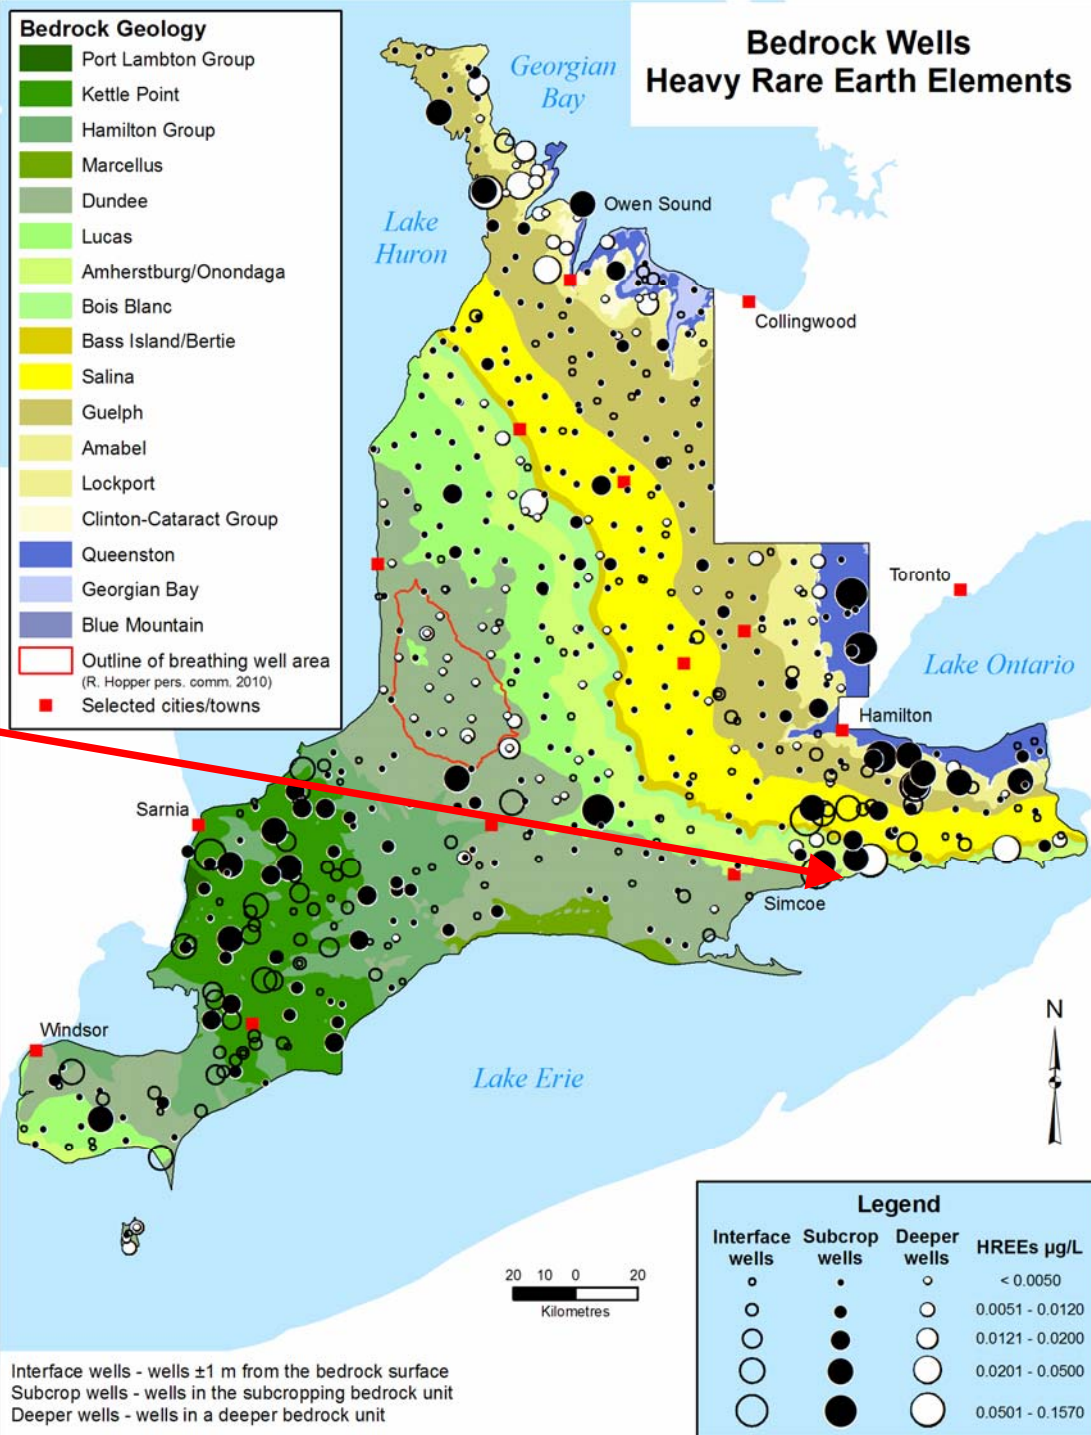 Bedrock Geology
Port Lambton Group
Kettle Point
Hamilton Group
Marcellus
Dundee
Lucas
Amherstburg/Onondaga
Bois Blanc
Bass Island/Bertie
Salina
Guelph
Amabel
Lockport
Clinton-Cataract Group
Queenston
Georgian Bay
Blue Mountain
Outline of breathing well area
(R. Hopper pers. comm. 2010)
Selected cities/towns
Bedrock Wells
Heavy Rare Earth Elements
Georgian
Bay
Owen Sound
Lake
Huron
Collingwood
Toronto
Lake Ontario
Hamilton
Sarnia
Simcoe
Windsor
Lake Erie
N
20 10 0 20
Kilometres
Interface wells - wells ±1 m from the bedrock surface
Subcrop wells - wells in the subcropping bedrock unit
Deeper wells - wells in a deeper bedrock unit
Legend
Interface wells Subcrop wells Deeper wells HREEs µg/L
< 0.0050
0.0051 - 0.0120
0.0121 - 0.0200
0.0201 - 0.0500
0.0501 - 0.1570